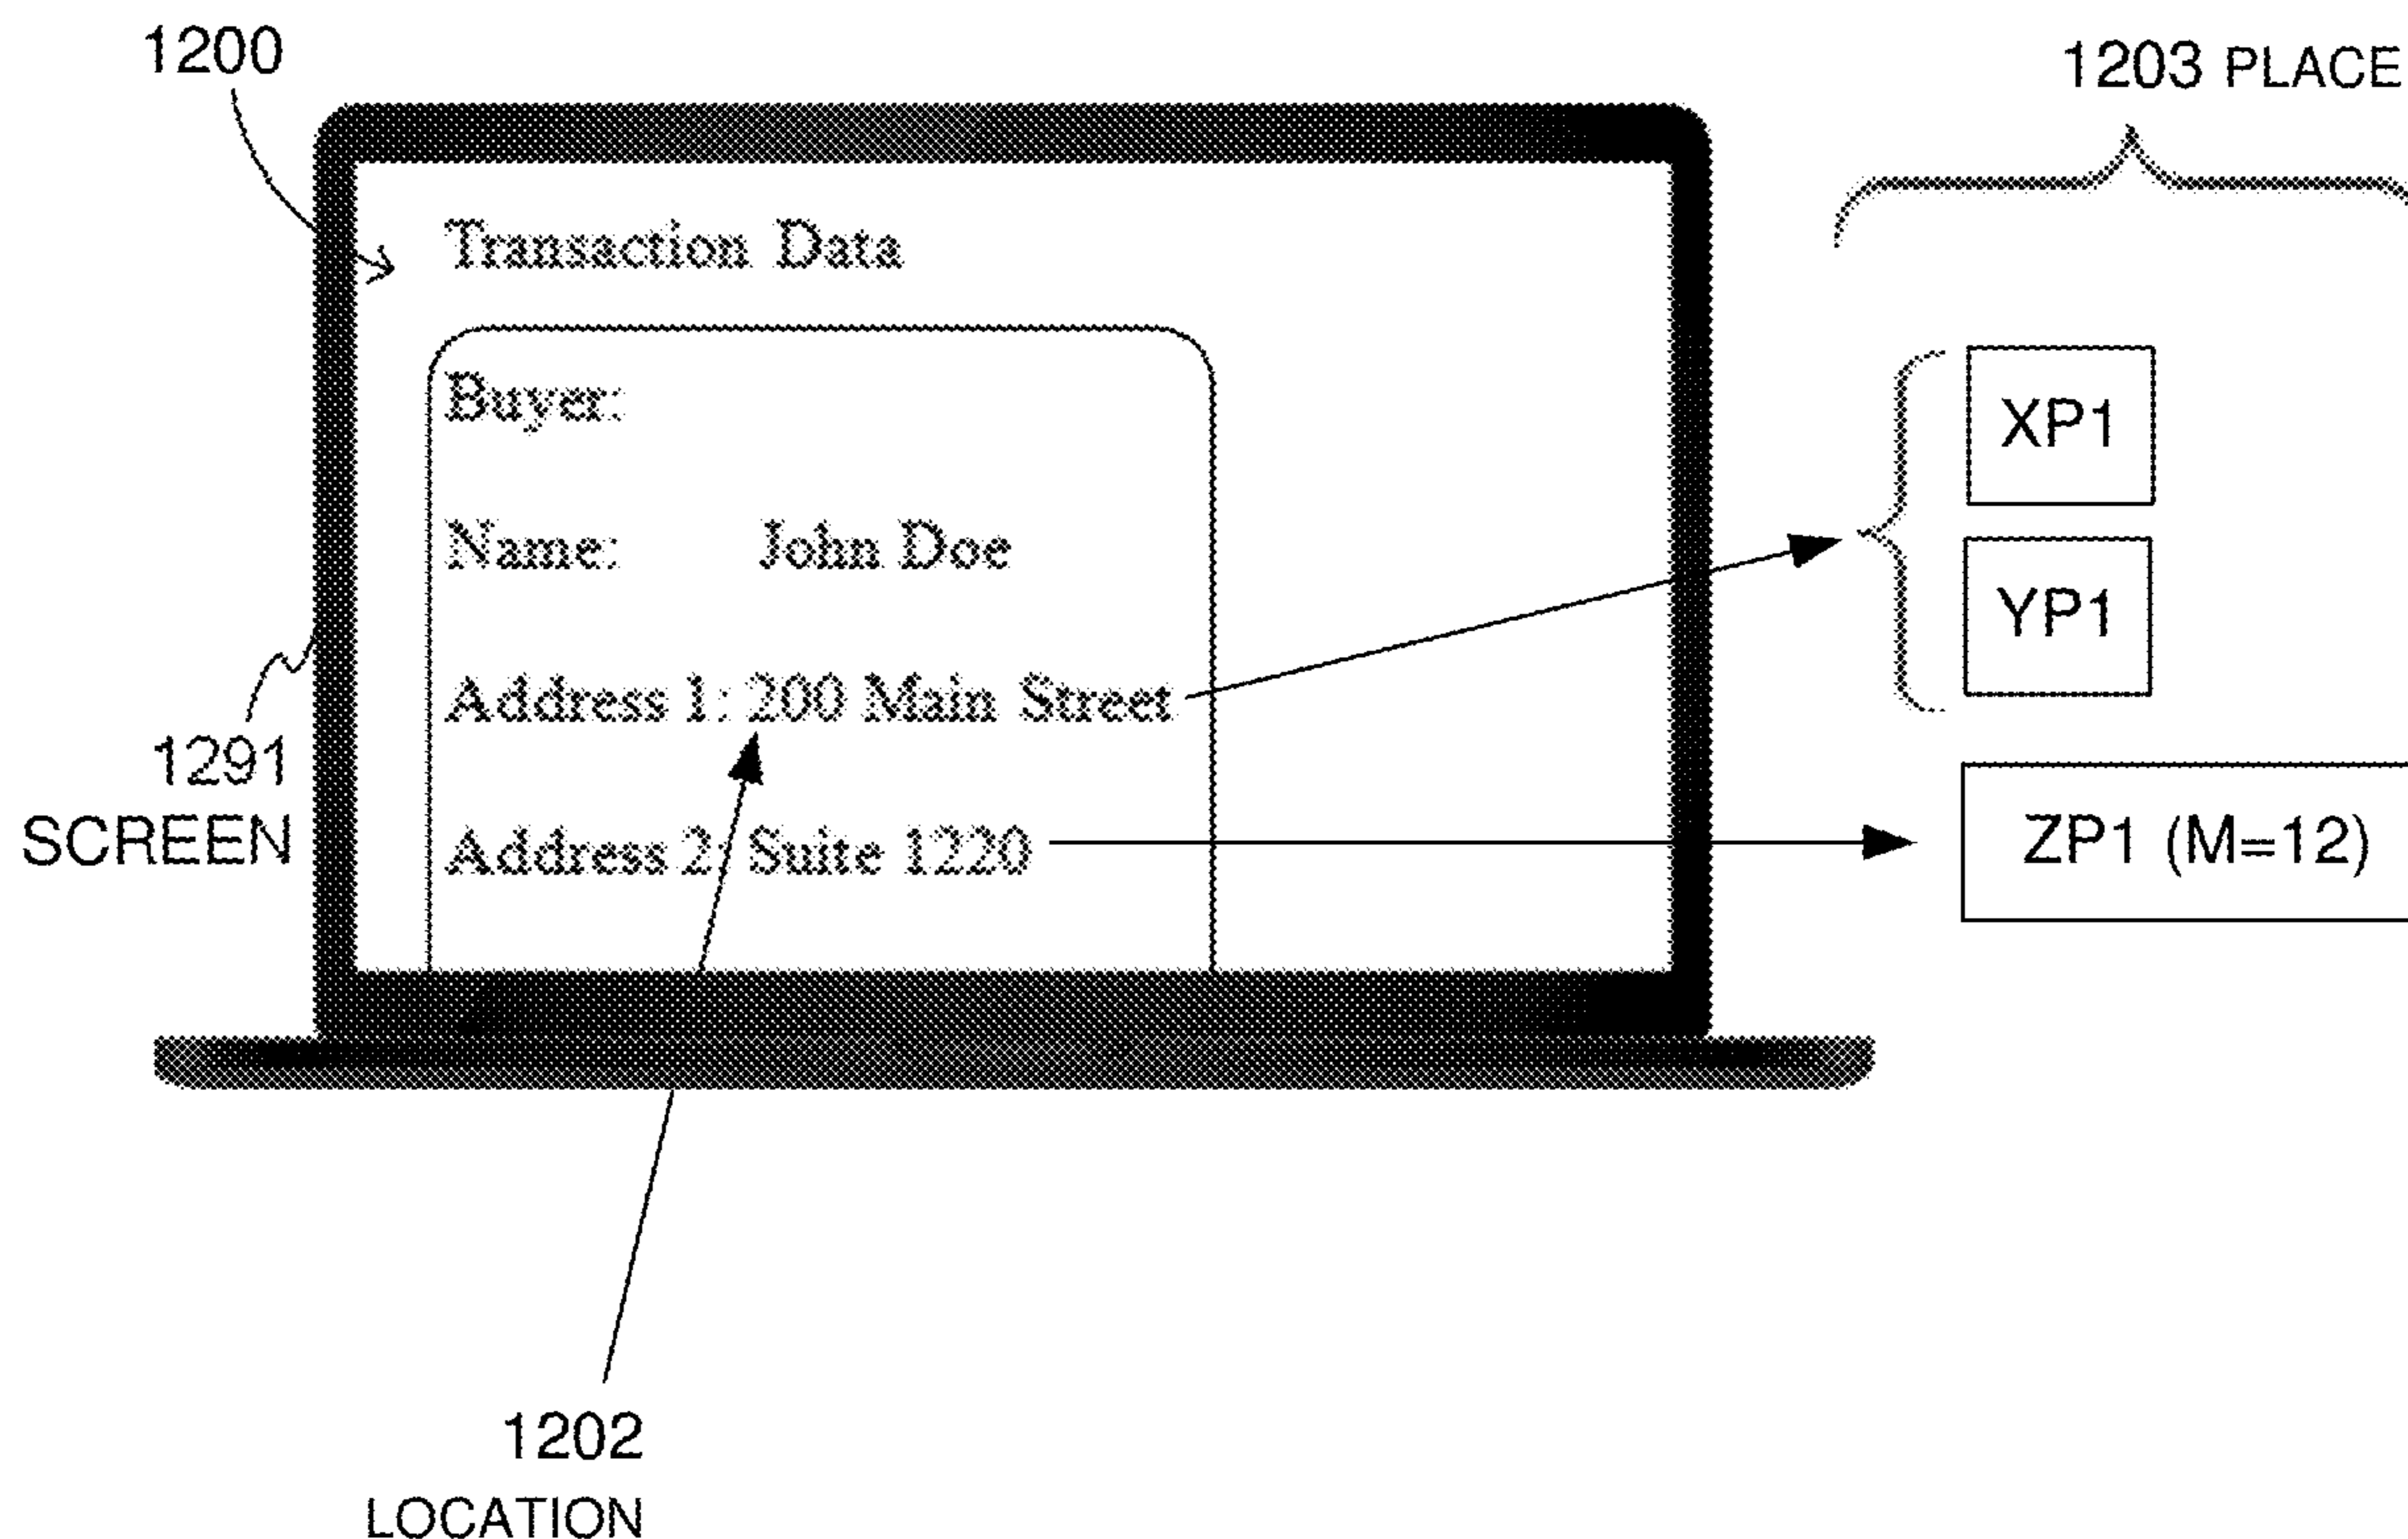 1200
1203 PLACE
Transaction Data
Buyer:
Name: John Doe
Address 1: 200 Main Street
Address 2: Suite 1220
XP1
YP1
ZP1 (M=12)
1291
SCREEN
1202
LOCATION